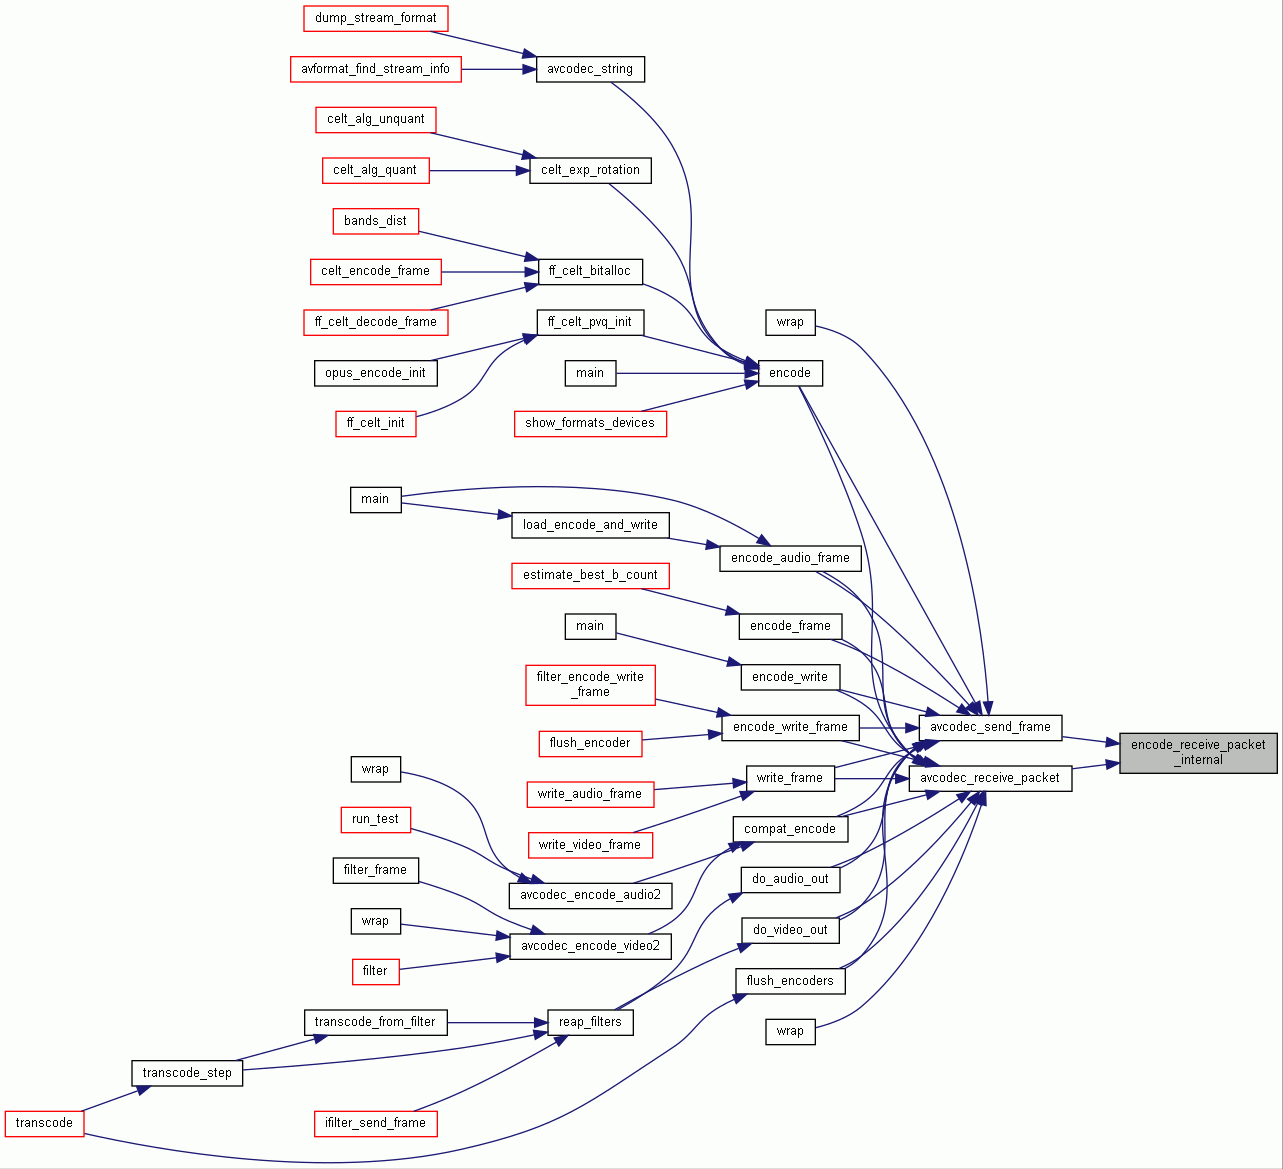 dump_stream_format
avformat_find_stream_info
avcodec_string
celt_alg_unquant
celt_alg_quant
celt_exp_rotation
bands_dist
celt_encode_frame
ff_celt_bitalloc
ff_celt_decode_frame
ff_celt_pvq_init
wrap
opus_encode_init
main
encode
ff_celt_init
show_formats_devices
main
load_encode_and_write
encode_audio_frame
estimate_best_b_count
main
encode_frame
filter_encode_write
_frame
encode_write
flush_encoder
encode_write_frame
avcodec_send_frame
encode_receive_packet
_internal
wrap
write_audio_frame
write_frame
avcodec_receive_packet
run_test
write_video_frame
compat_encode
filter_frame
avcodec_encode_audio2
do_audio_out
wrap
avcodec_encode_video2
do_video_out
filter
flush_encoders
transcode_from_filter
reap_filters
wrap
transcode_step
transcode
ifilter_send_frame